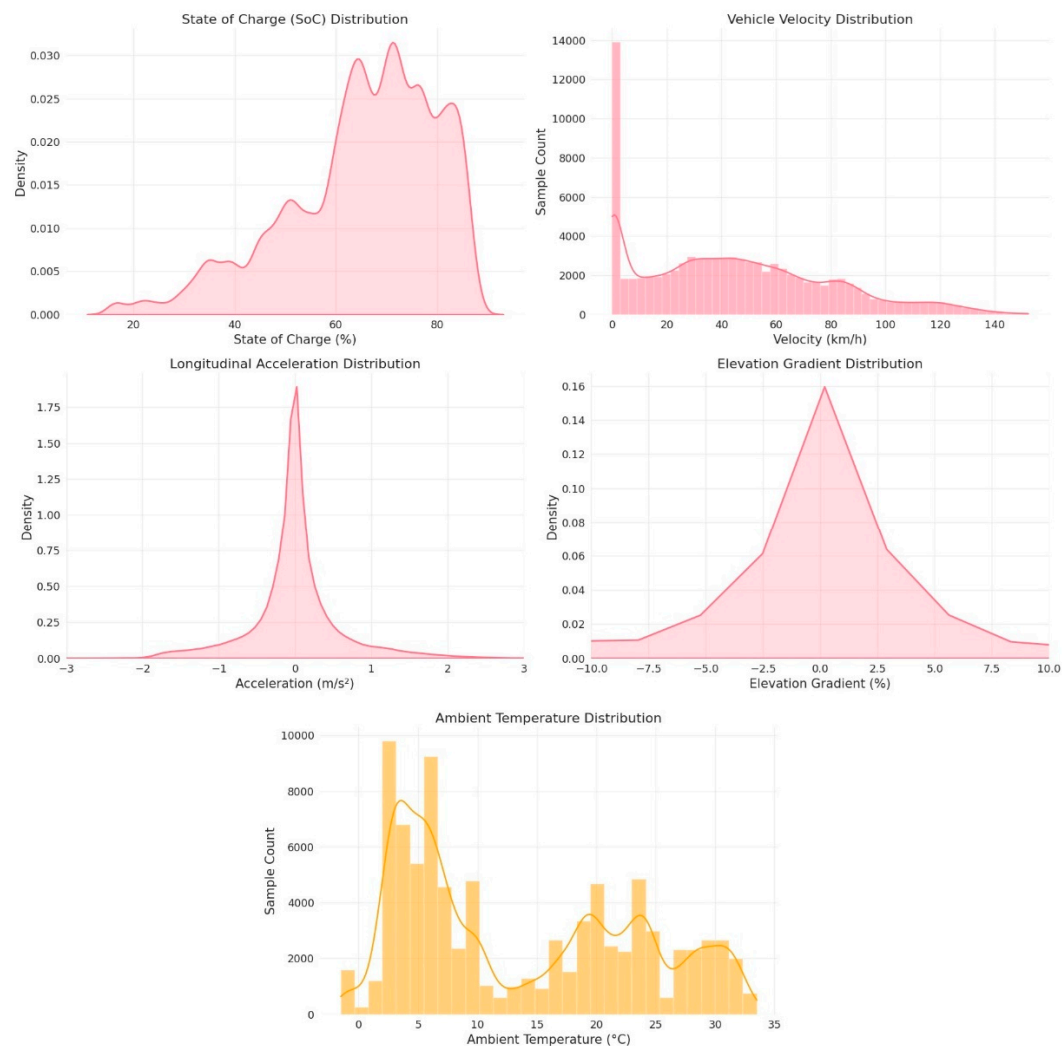 State of Charge (SoC) Distribution
Density
0.030
0.025
0.020
0.015
0.010
0.005
0.000
20 40 60 80
State of Charge (%)
Vehicle Velocity Distribution
Sample Count
14000
12000
10000
8000
6000
4000
2000
0
0 20 40 60 80 100 120 140
Velocity (km/h)
Longitudinal Acceleration Distribution
Density
1.75
1.50
1.25
1.00
0.75
0.50
0.25
0.00
−3 −2 −1 0 1 2 3
Acceleration (m/s²)
Elevation Gradient Distribution
Density
0.16
0.14
0.12
0.10
0.08
0.06
0.04
0.02
0.00
−10.0 −7.5 −5.0 −2.5 0.0 2.5 5.0 7.5 10.0
Elevation Gradient (%)
Ambient Temperature Distribution
Sample Count
10000
8000
6000
4000
2000
0
0 5 10 15 20 25 30 35
Ambient Temperature (°C)